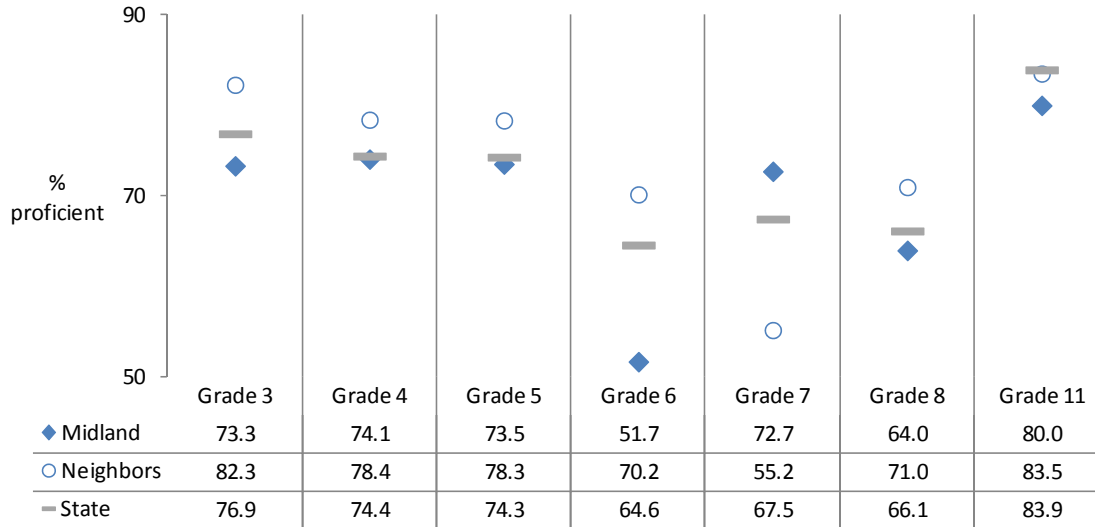 90
70
50
%
proficient
Grade 3 Grade 4 Grade 5 Grade 6 Grade 7 Grade 8 Grade 11
Midland 73.3 74.1 73.5 51.7 72.7 64.0 80.0
Neighbors 82.3 78.4 78.3 70.2 55.2 71.0 83.5
State 76.9 74.4 74.3 64.6 67.5 66.1 83.9